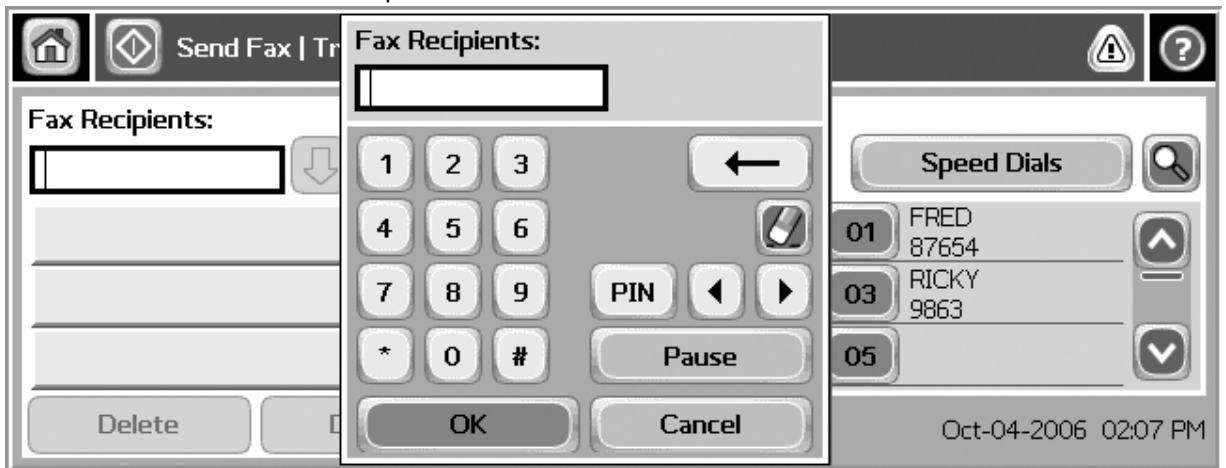 Send Fax | Tr
Fax Recipients:
Fax Recipients:
1 2 3
4 5 6
7 8 9 PIN
* 0 # Pause
OK Cancel
Speed Dials
01 FRED
87654
03 RICKY
9863
05
Delete D
Oct-04-2006 02:07 PM